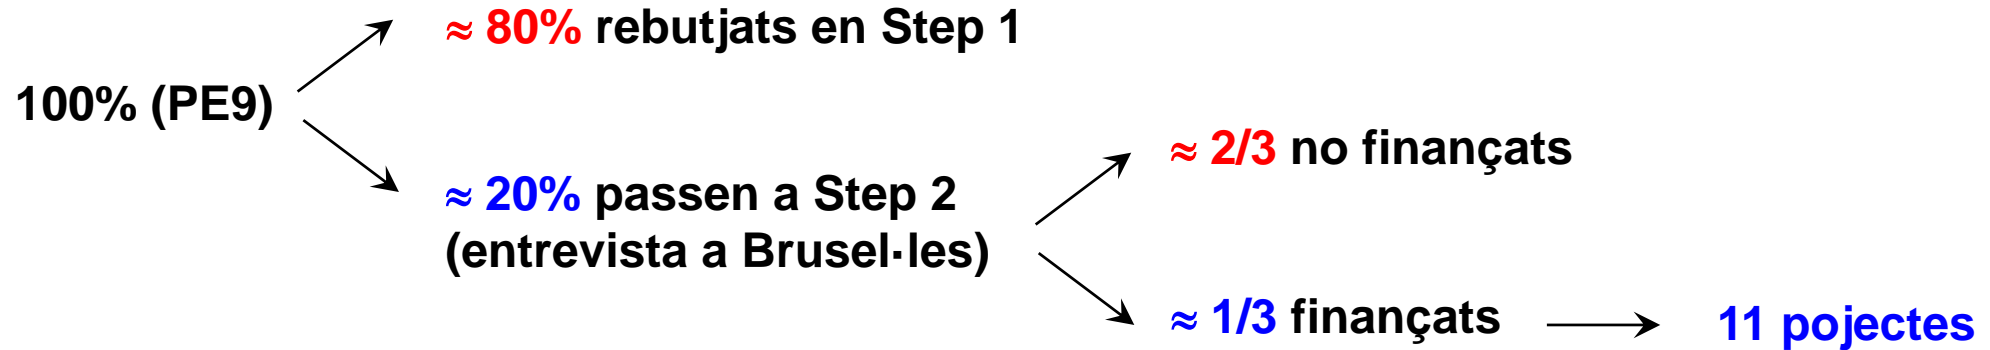 ≈ 80% rebutjats en Step 1
100% (PE9)
≈ 20% passen a Step 2
(entrevista a Brusel·les)
≈ 2/3 no finançats
≈ 1/3 finançats
11 pojectes